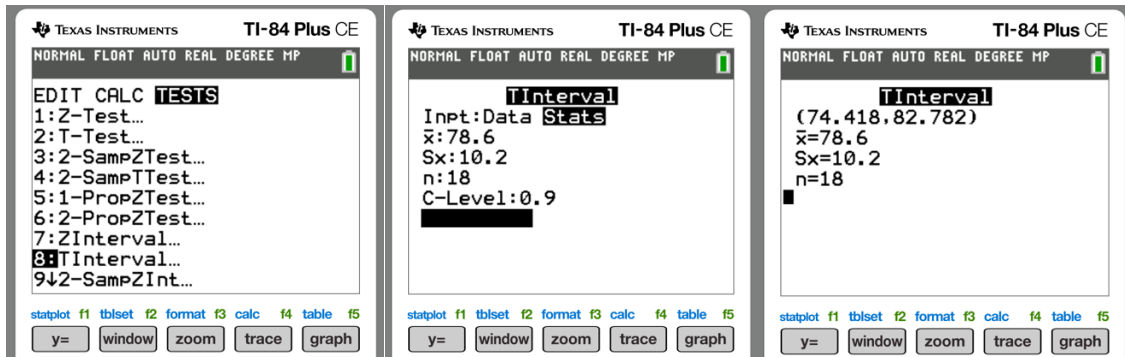 TEXAS INSTRUMENTS TI-84 Plus CE
NORMAL FLOAT AUTO REAL DEGREE MP
EDIT CALC TESTS
1:Z-Test…
2:T-Test…
3:2-SampZTest…
4:2-SampTTest…
5:1-PropZTest…
6:2-PropZTest…
7:ZInterval…
8:TInterval…
9↓2-SampZInt…
statplot f1 tblset f2 format f3 calc f4 table f5
y= window zoom trace graph
TEXAS INSTRUMENTS TI-84 Plus CE
NORMAL FLOAT AUTO REAL DEGREE MP
TInterval
Inpt:Data Stats
x̄:78.6
Sx:10.2
n:18
C-Level:0.9
statplot f1 tblset f2 format f3 calc f4 table f5
y= window zoom trace graph
TEXAS INSTRUMENTS TI-84 Plus CE
NORMAL FLOAT AUTO REAL DEGREE MP
TInterval
(74.418,82.782)
x̄=78.6
Sx=10.2
n=18
statplot f1 tblset f2 format f3 calc f4 table f5
y= window zoom trace graph